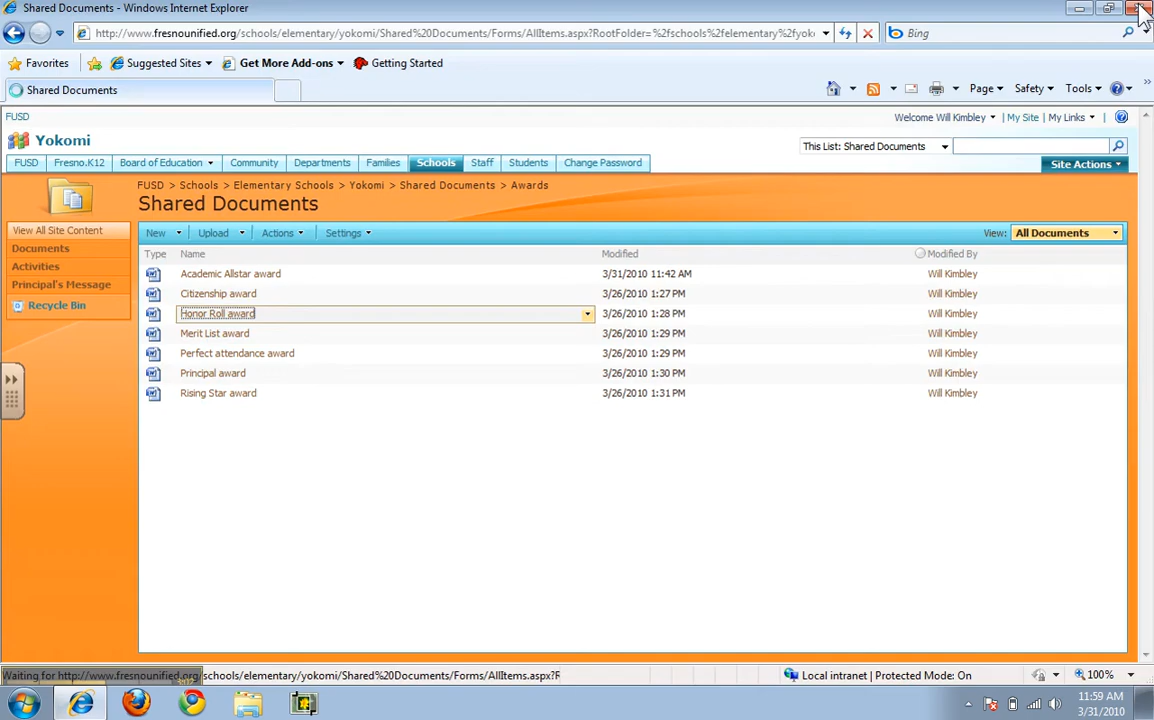 Shared Documents - Windows Internet Explorer
http://www.fresnounified.org/schools/elementary/yokomi/Shared%20Documents/Forms/AllItems.aspx?RootFolder=%2fschools%2felementary%2fyok
Bing
Favorites Suggested Sites Get More Add-ons Getting Started
Shared Documents
Page Safety Tools
FUSD
Welcome Will Kimbley | My Site | My Links |
Yokomi
This List: Shared Documents
FUSD Fresno.K12 Board of Education Community Departments Families Schools Staff Students Change Password
Site Actions
FUSD > Schools > Elementary Schools > Yokomi > Shared Documents > Awards
Shared Documents
View All Site Content
Documents
Activities
Principal's Message
Recycle Bin
New Upload Actions Settings
View: All Documents
Type Name Modified Modified By
Academic Allstar award 3/31/2010 11:42 AM Will Kimbley
Citizenship award 3/26/2010 1:27 PM Will Kimbley
Honor Roll award 3/26/2010 1:28 PM Will Kimbley
Merit List award 3/26/2010 1:29 PM Will Kimbley
Perfect attendance award 3/26/2010 1:29 PM Will Kimbley
Principal award 3/26/2010 1:30 PM Will Kimbley
Rising Star award 3/26/2010 1:31 PM Will Kimbley
Waiting for http://www.fresnounified.org/schools/elementary/yokomi/Shared%20Documents/Forms/AllItems.aspx?R
Local intranet | Protected Mode: On
100%
11:59 AM
3/31/2010